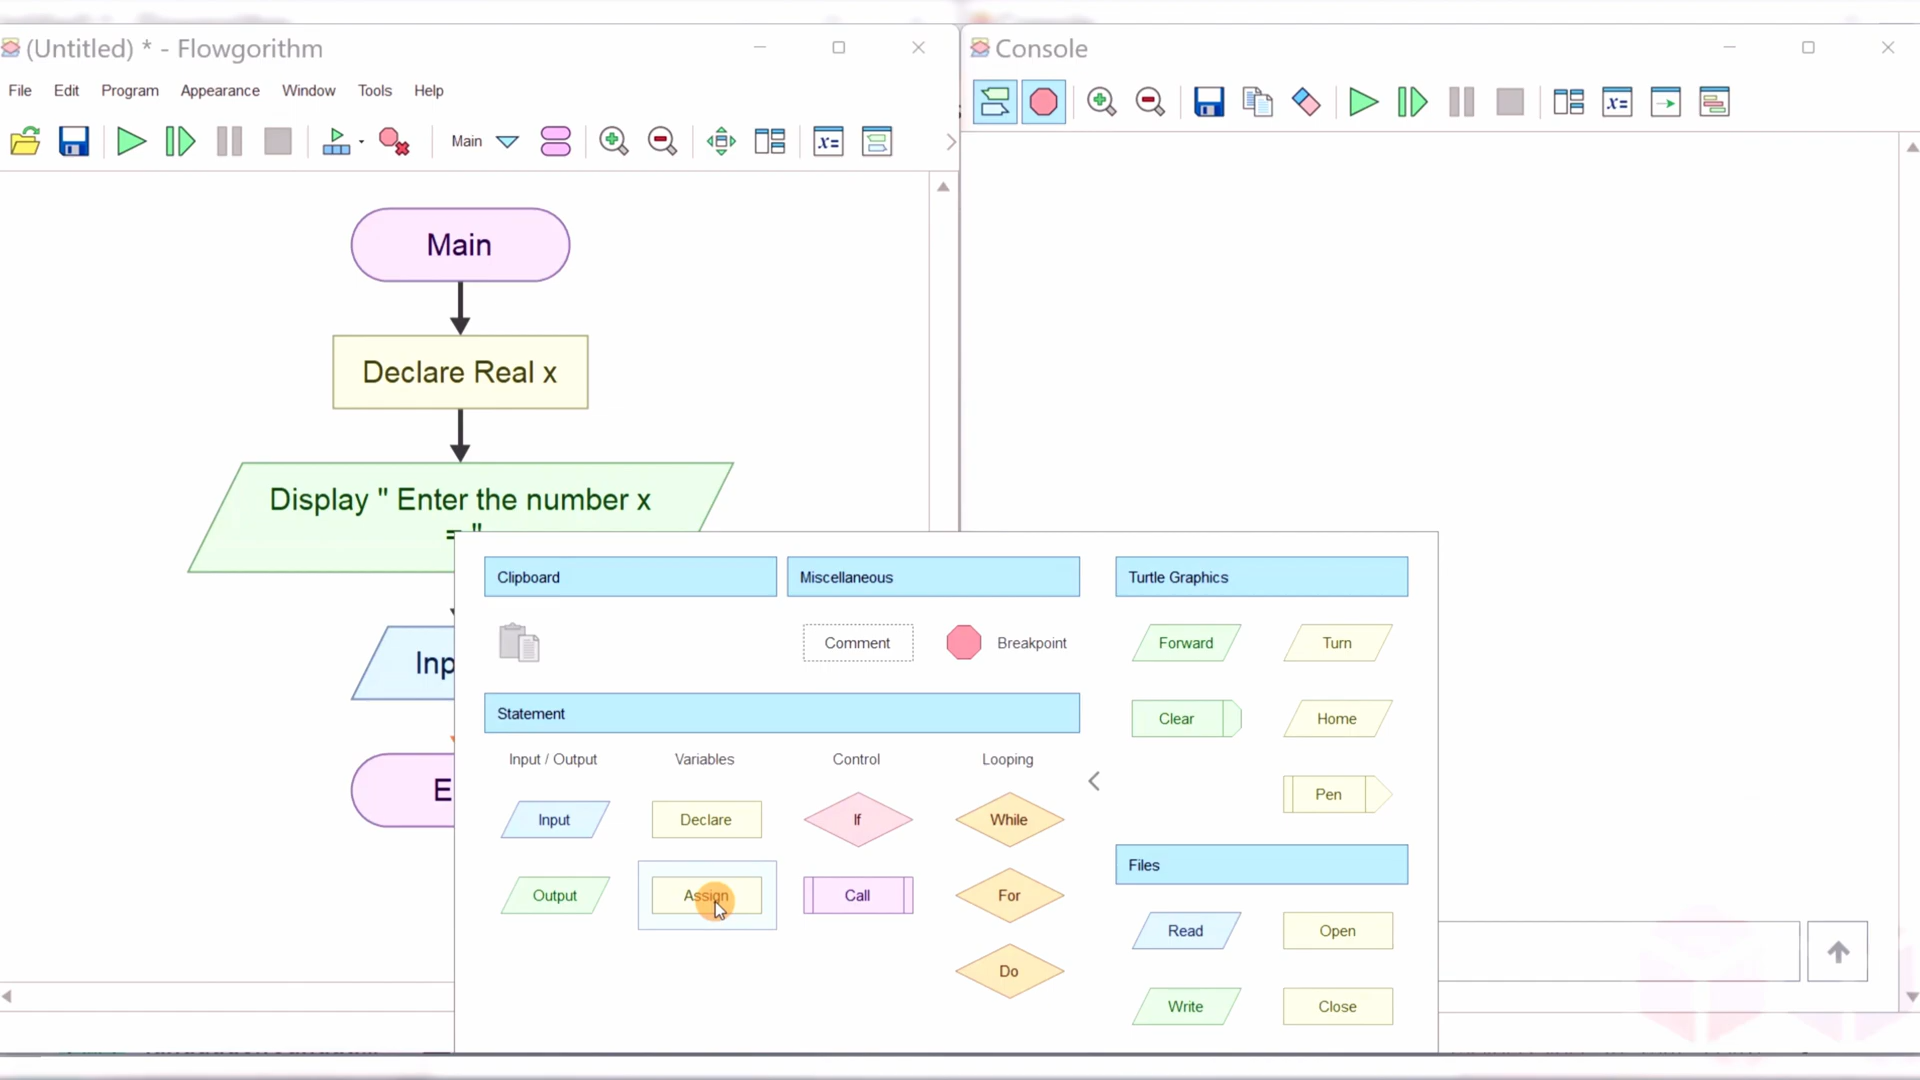 (Untitled) * - Flowgorithm
Console
File Edit Program Appearance Window Tools Help
Main
x=
x=
Main
Declare Real x
Display " Enter the number x
= "
Inp
E
Clipboard
Miscellaneous
Turtle Graphics
Comment
Breakpoint
Forward
Turn
Clear
Home
Pen
Statement
Input / Output
Variables
Control
Looping
Input
Declare
If
While
Output
Assign
Call
For
Do
Files
Read
Open
Write
Close